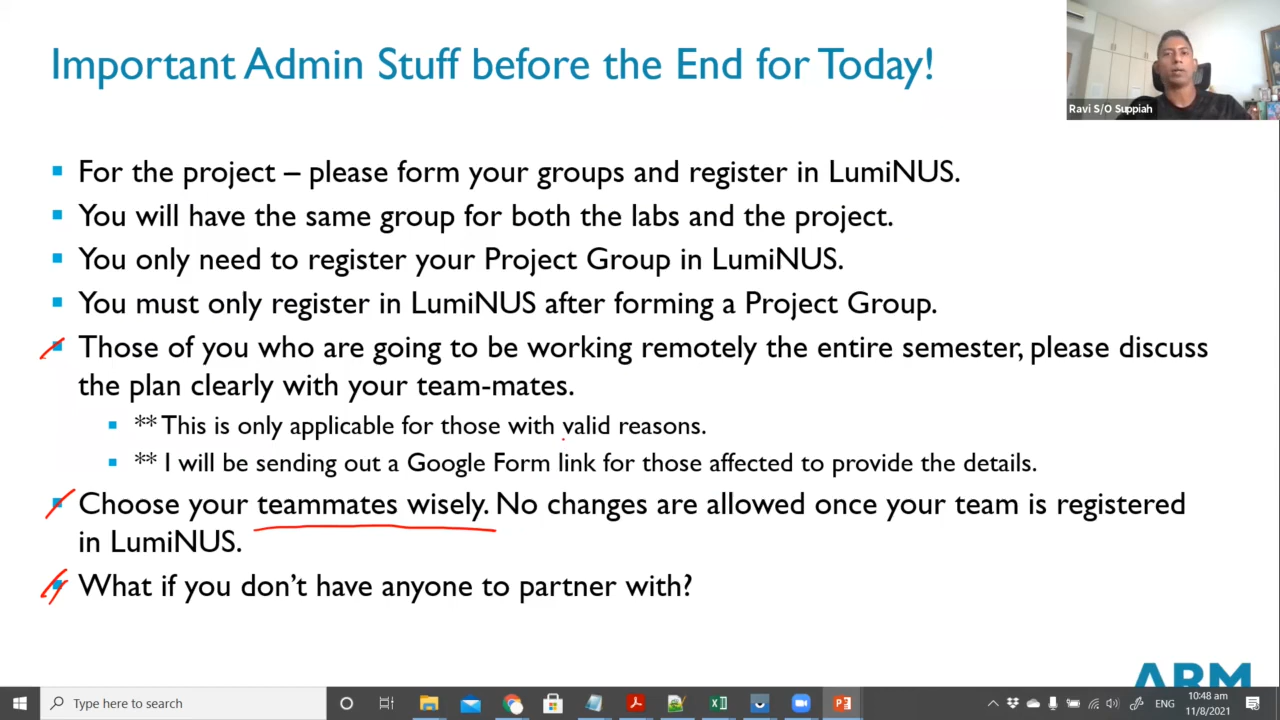 Important Admin Stuff before the End for Today!
Ravi S/O Suppiah
▪ For the project – please form your groups and register in LumiNUS.
▪ You will have the same group for both the labs and the project.
▪ You only need to register your Project Group in LumiNUS.
▪ You must only register in LumiNUS after forming a Project Group.
▪ Those of you who are going to be working remotely the entire semester, please discuss
the plan clearly with your team-mates.
▪ ** This is only applicable for those with valid reasons.
▪ ** I will be sending out a Google Form link for those affected to provide the details.
▪ Choose your teammates wisely. No changes are allowed once your team is registered
in LumiNUS.
▪ What if you don’t have anyone to partner with?
ARM
Type here to search
ENG
10:48 am
11/8/2021